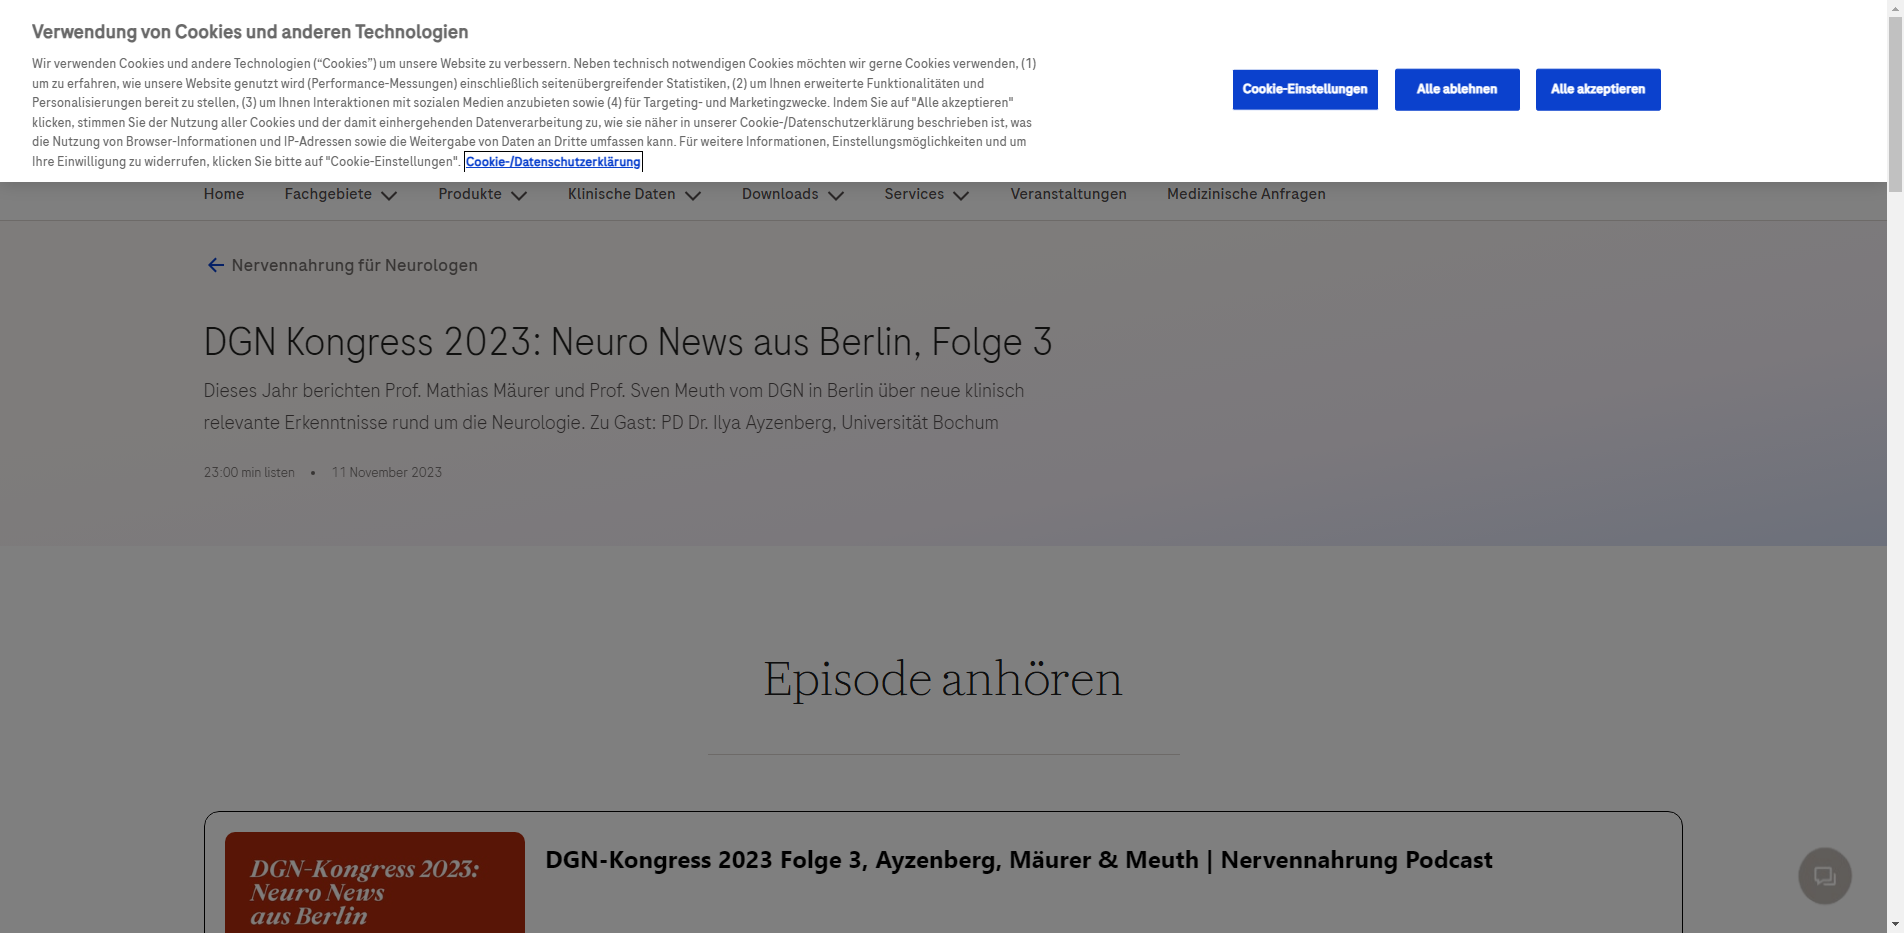 Verwendung von Cookies und anderen Technologien
Wir verwenden Cookies und andere Technologien (“Cookies”) um unsere Website zu verbessern. Neben technisch notwendigen Cookies möchten wir gerne Cookies verwenden, (1)
um zu erfahren, wie unsere Website genutzt wird (Performance-Messungen) einschließlich seitenübergreifender Statistiken, (2) um Ihnen erweiterte Funktionalitäten und
Personalisierungen bereit zu stellen, (3) um Ihnen Interaktionen mit sozialen Medien anzubieten sowie (4) für Targeting- und Marketingzwecke. Indem Sie auf "Alle akzeptieren"
klicken, stimmen Sie der Nutzung aller Cookies und der damit einhergehenden Datenverarbeitung zu, wie sie näher in unserer Cookie-/Datenschutzerklärung beschrieben ist, was
die Nutzung von Browser-Informationen und IP-Adressen sowie die Weitergabe von Daten an Dritte umfassen kann. Für weitere Informationen, Einstellungsmöglichkeiten und um
Ihre Einwilligung zu widerrufen, klicken Sie bitte auf "Cookie-Einstellungen". Cookie-/Datenschutzerklärung
Cookie-Einstellungen
Alle ablehnen
Alle akzeptieren
Home Fachgebiete Produkte Klinische Daten Downloads Services Veranstaltungen Medizinische Anfragen
Nervennahrung für Neurologen
DGN Kongress 2023: Neuro News aus Berlin, Folge 3
Dieses Jahr berichten Prof. Mathias Mäurer und Prof. Sven Meuth vom DGN in Berlin über neue klinisch
relevante Erkenntnisse rund um die Neurologie. Zu Gast: PD Dr. Ilya Ayzenberg, Universität Bochum
23:00 min listen • 11 November 2023
Episode anhören
DGN-Kongress 2023:
Neuro News
aus Berlin
DGN-Kongress 2023 Folge 3, Ayzenberg, Mäurer & Meuth | Nervennahrung Podcast